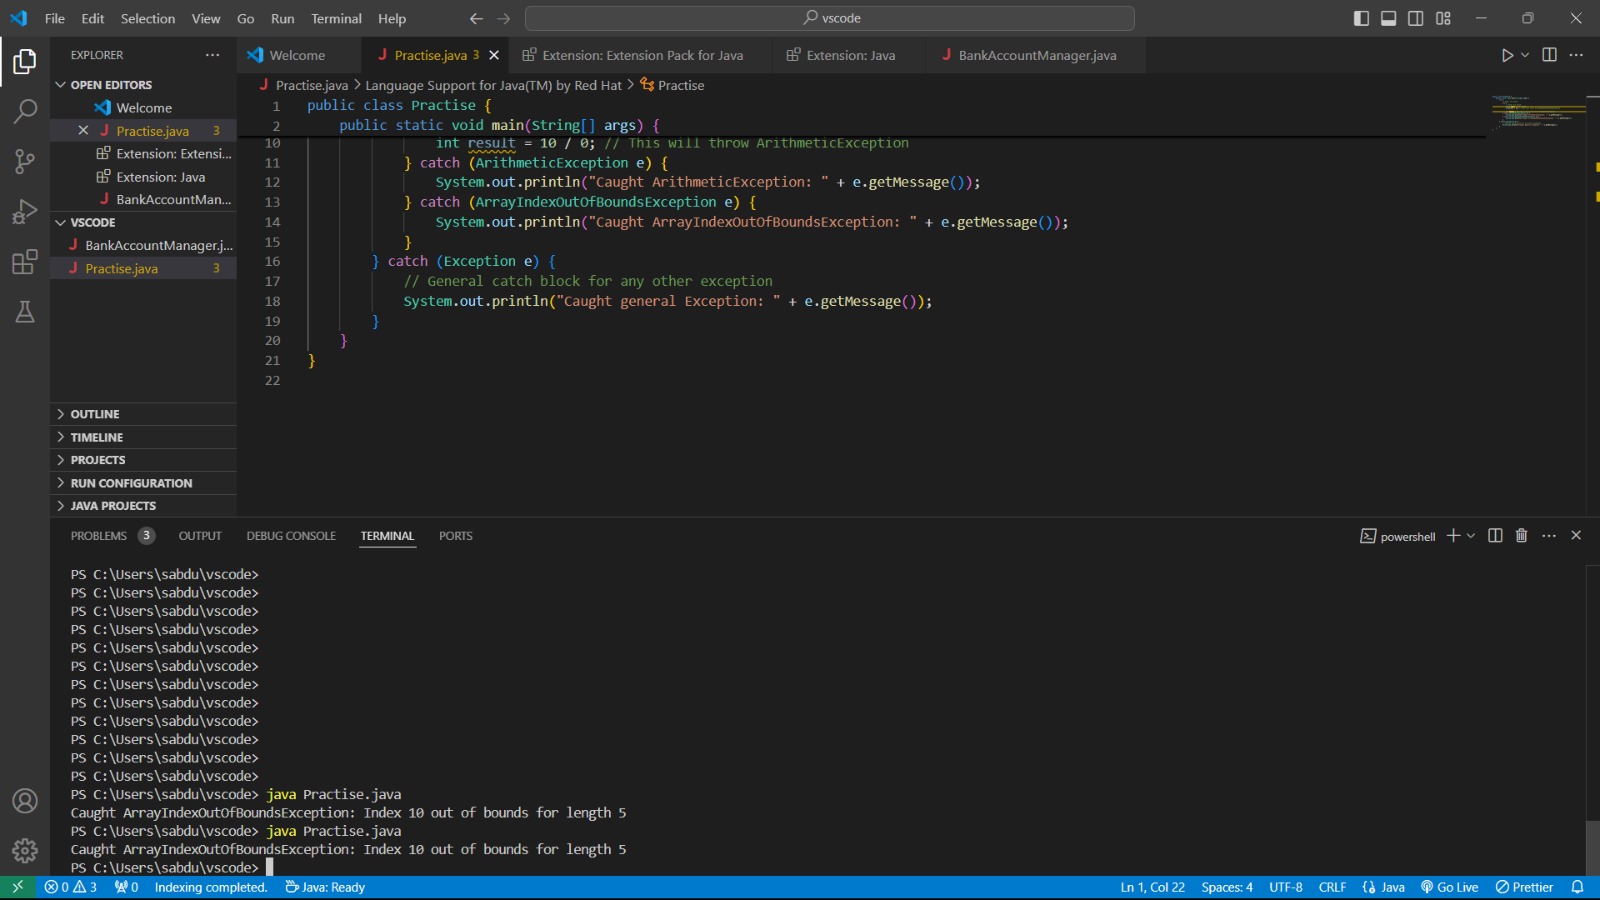 File Edit Selection View Go Run Terminal Help
vscode
EXPLORER
OPEN EDITORS
Welcome
Practise.java 3
Extension: Extensi...
Extension: Java
BankAccountMan...
VSCODE
BankAccountManager.j...
Practise.java 3
OUTLINE
TIMELINE
PROJECTS
RUN CONFIGURATION
JAVA PROJECTS
Welcome Practise.java 3 Extension: Extension Pack for Java Extension: Java BankAccountManager.java
Practise.java > Language Support for Java(TM) by Red Hat > Practise
1 public class Practise {
2 public static void main(String[] args) {
10 int result = 10 / 0; // This will throw ArithmeticException
11 } catch (ArithmeticException e) {
12 System.out.println("Caught ArithmeticException: " + e.getMessage());
13 } catch (ArrayIndexOutOfBoundsException e) {
14 System.out.println("Caught ArrayIndexOutOfBoundsException: " + e.getMessage());
15 }
16 } catch (Exception e) {
17 // General catch block for any other exception
18 System.out.println("Caught general Exception: " + e.getMessage());
19 }
20 }
21 }
22
PROBLEMS 3 OUTPUT DEBUG CONSOLE TERMINAL PORTS
powershell
PS C:\Users\sabdu\vscode>
PS C:\Users\sabdu\vscode>
PS C:\Users\sabdu\vscode>
PS C:\Users\sabdu\vscode>
PS C:\Users\sabdu\vscode>
PS C:\Users\sabdu\vscode>
PS C:\Users\sabdu\vscode>
PS C:\Users\sabdu\vscode>
PS C:\Users\sabdu\vscode>
PS C:\Users\sabdu\vscode>
PS C:\Users\sabdu\vscode>
PS C:\Users\sabdu\vscode>
PS C:\Users\sabdu\vscode> java Practise.java
Caught ArrayIndexOutOfBoundsException: Index 10 out of bounds for length 5
PS C:\Users\sabdu\vscode> java Practise.java
Caught ArrayIndexOutOfBoundsException: Index 10 out of bounds for length 5
PS C:\Users\sabdu\vscode>
0 3 0 Indexing completed. Java: Ready Ln 1, Col 22 Spaces: 4 UTF-8 CRLF Java Go Live Prettier